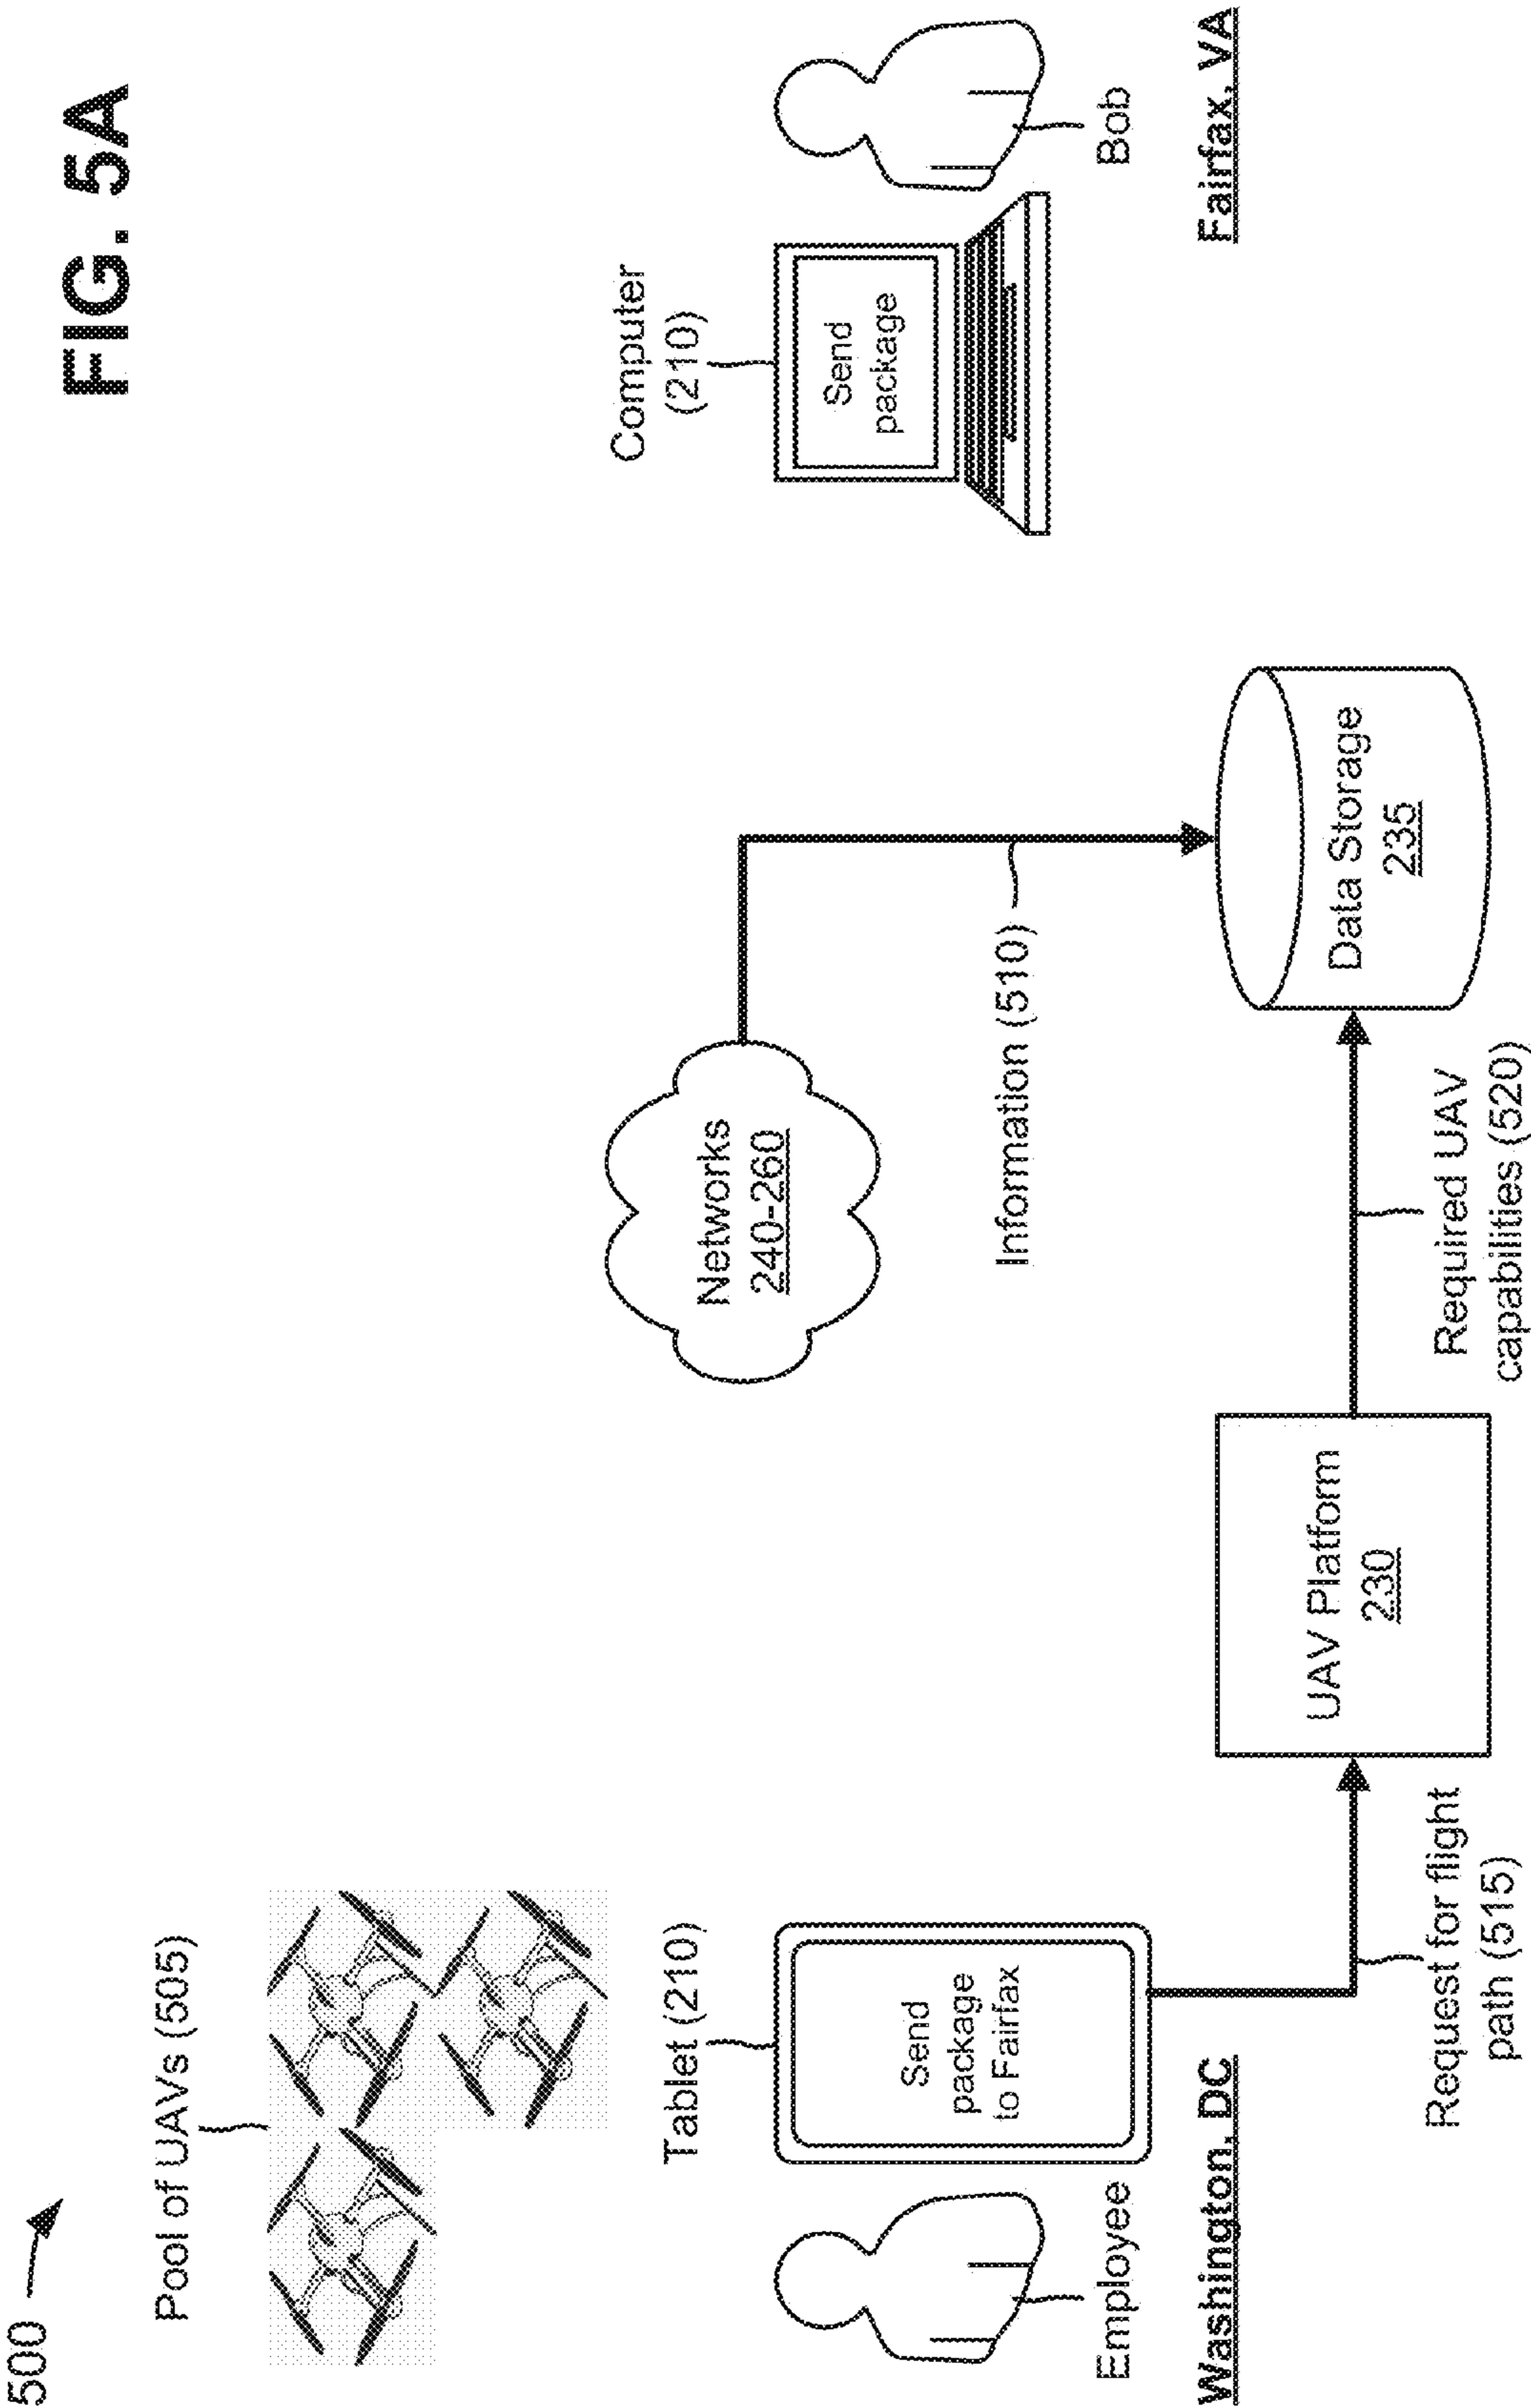 500
Pool of UAVs (505)
FIG. 5A
Tablet (210)
Send
package
to Fairfax
Employee
Washington, DC
Networks
240-260
Computer
(210)
Send
package
Bob
Fairfax, VA
Information (510)
Request for flight
path (515)
UAV Platform
230
Required UAV
capabilities (520)
Data Storage
235